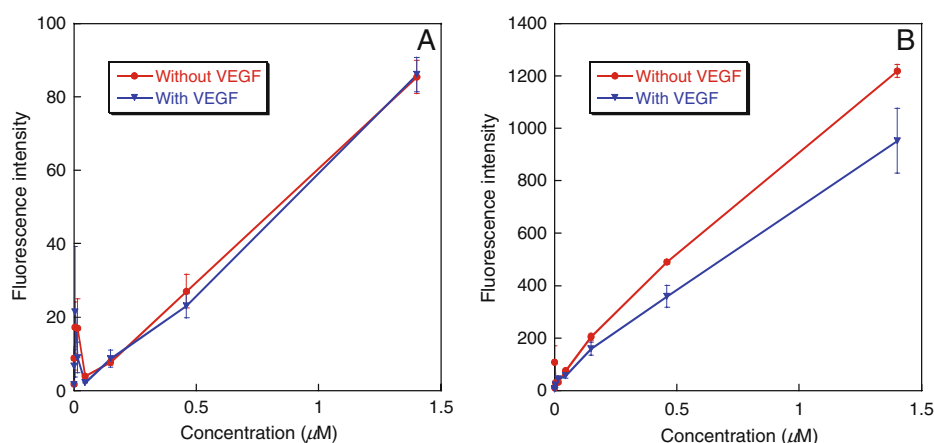 A
100
80
60
40
20
0
Fluorescence intensity
Without VEGF
With VEGF
0
0.5
1
1.5
Concentration (μM)
B
1400
1200
1000
800
600
400
200
0
Fluorescence intensity
Without VEGF
With VEGF
0
0.5
1
1.5
Concentration (μM)